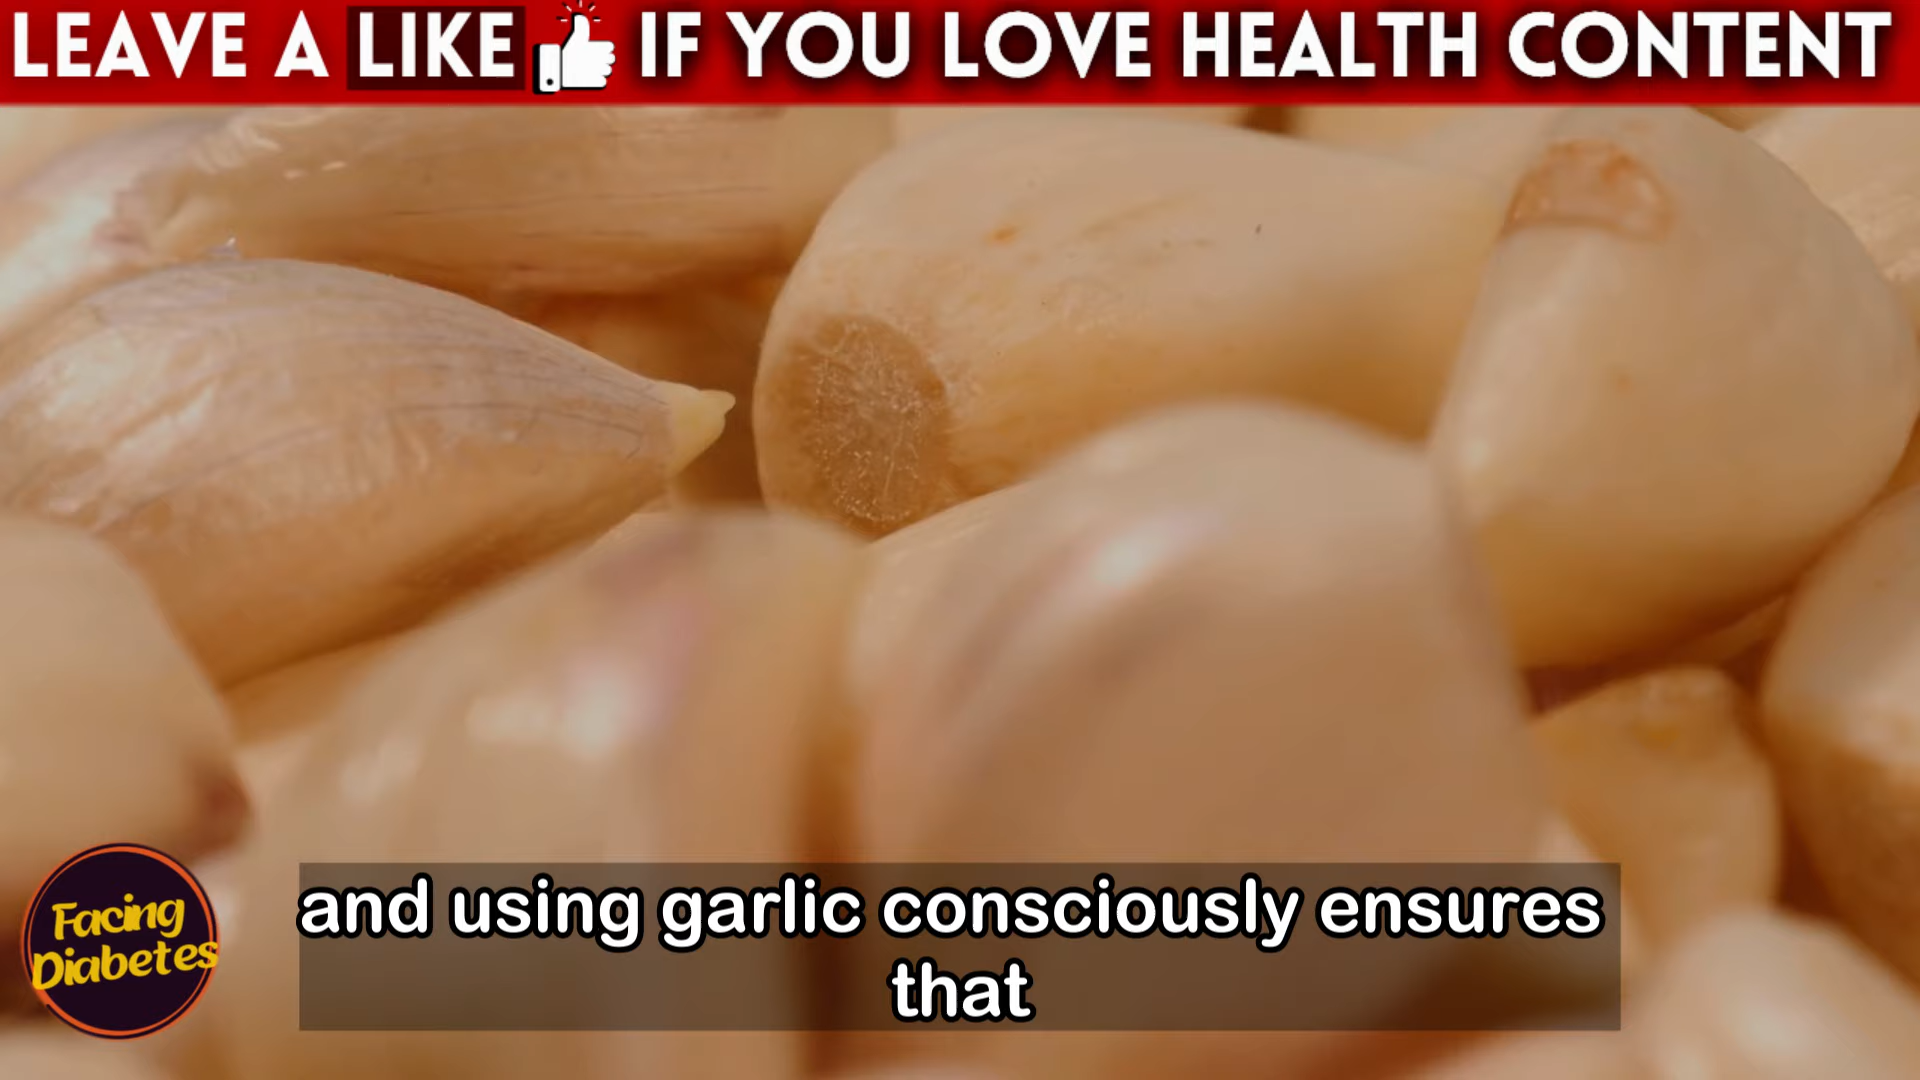 LEAVE A LIKE IF YOU LOVE HEALTH CONTENT
Facing
Diabetes
and using garlic consciously ensures
that